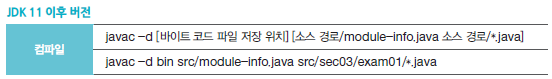 JDK 11 이후 버전
컴파일
javac -d [바이트 코드 파일 저장 위치] [소스 경로/module-info.java 소스 경로/*.java]
javac -d bin src/module-info.java src/sec03/exam01/*.java